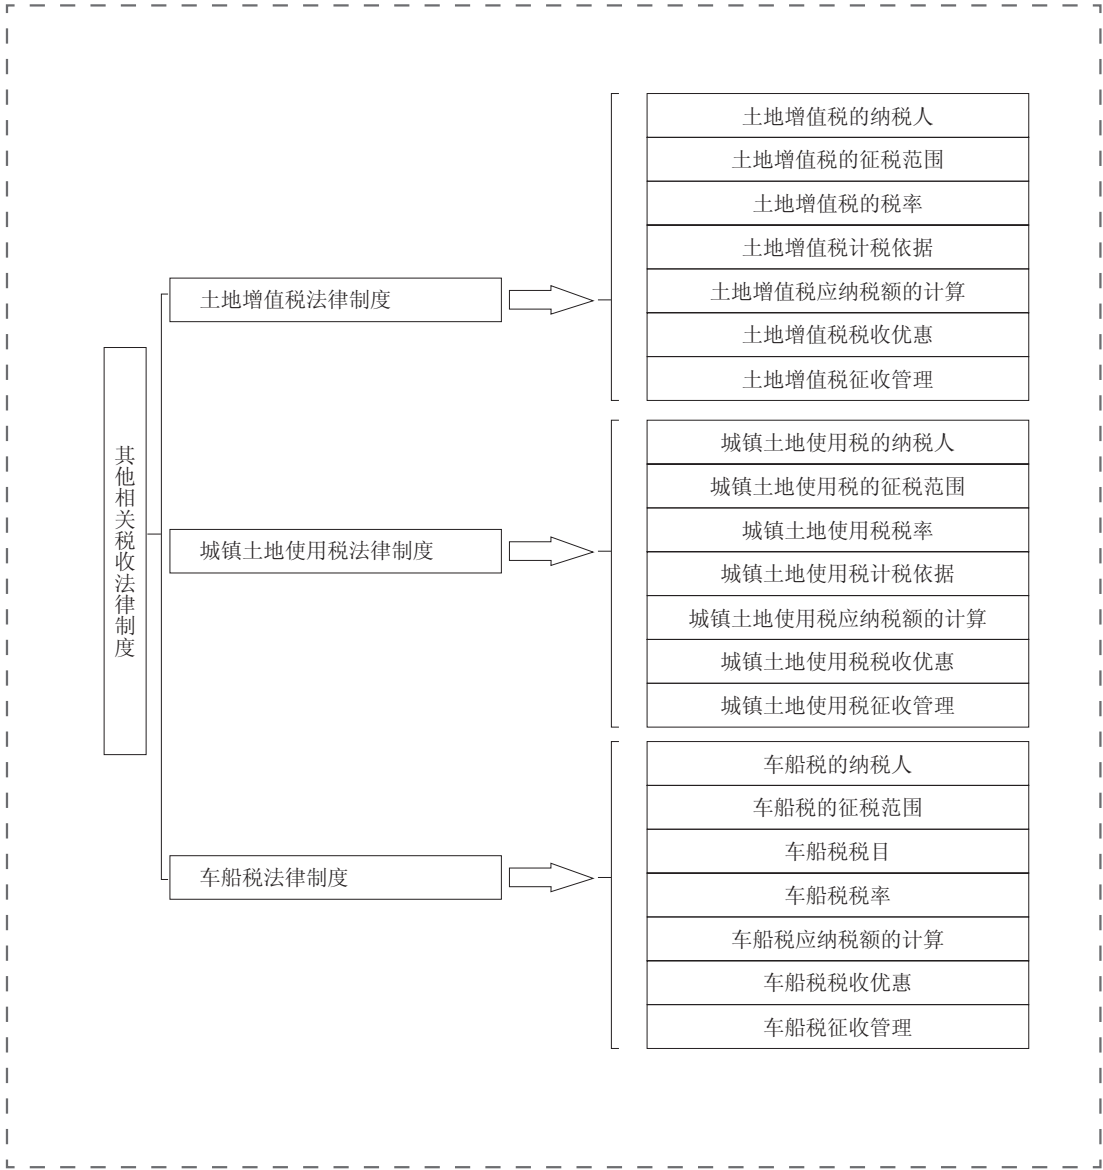 其他相关税收法律制度
土地增值税法律制度
土地增值税的纳税人
土地增值税的征税范围
土地增值税的税率
土地增值税计税依据
土地增值税应纳税额的计算
土地增值税税收优惠
土地增值税征收管理
城镇土地使用税法律制度
城镇土地使用税的纳税人
城镇土地使用税的征税范围
城镇土地使用税税率
城镇土地使用税计税依据
城镇土地使用税应纳税额的计算
城镇土地使用税税收优惠
城镇土地使用税征收管理
车船税法律制度
车船税的纳税人
车船税的征税范围
车船税税目
车船税税率
车船税应纳税额的计算
车船税税收优惠
车船税征收管理